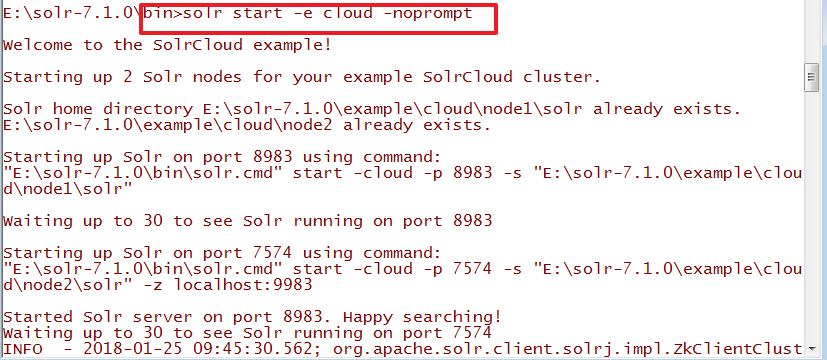 E:\solr-7.1.0\bin>solr start -e cloud -noprompt
Welcome to the SolrCloud example!
Starting up 2 Solr nodes for your example SolrCloud cluster.
Solr home directory E:\solr-7.1.0\example\cloud\node1\solr already exists.
E:\solr-7.1.0\example\cloud\node2 already exists.
Starting up Solr on port 8983 using command:
"E:\solr-7.1.0\bin\solr.cmd" start -cloud -p 8983 -s "E:\solr-7.1.0\example\clou
d\node1\solr"
Waiting up to 30 to see Solr running on port 8983
Starting up Solr on port 7574 using command:
"E:\solr-7.1.0\bin\solr.cmd" start -cloud -p 7574 -s "E:\solr-7.1.0\example\clou
d\node2\solr" -z localhost:9983
Started Solr server on port 8983. Happy searching!
Waiting up to 30 to see Solr running on port 7574
INFO  - 2018-01-25 09:45:30.562; org.apache.solr.client.solrj.impl.ZkClientClust